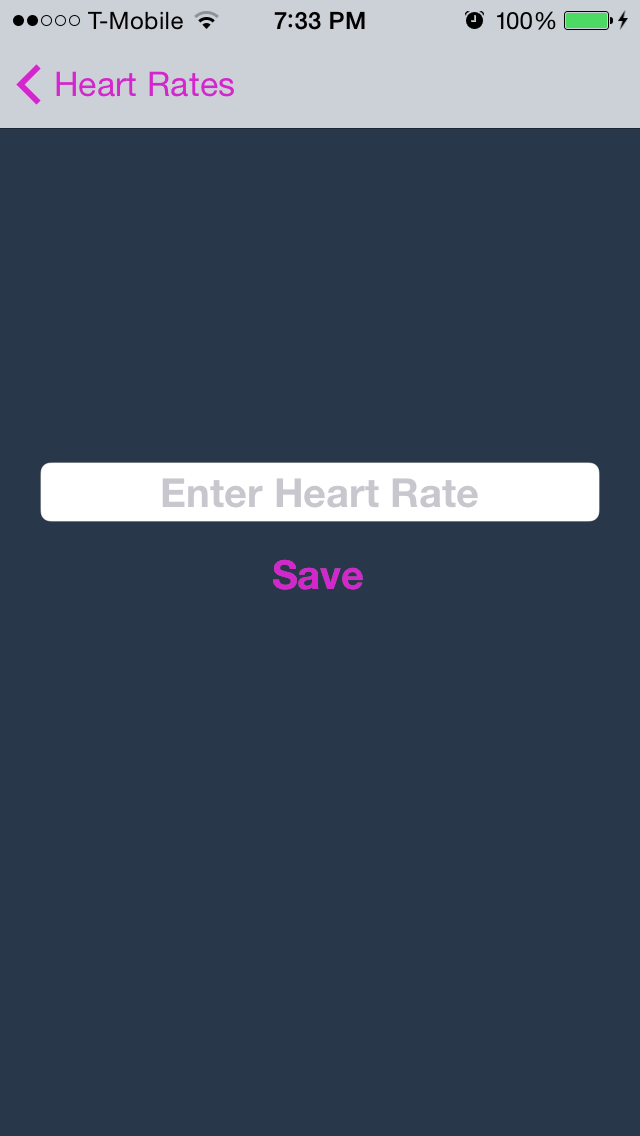 T-Mobile 7:33 PM 100%
Heart Rates
Enter Heart Rate
Save